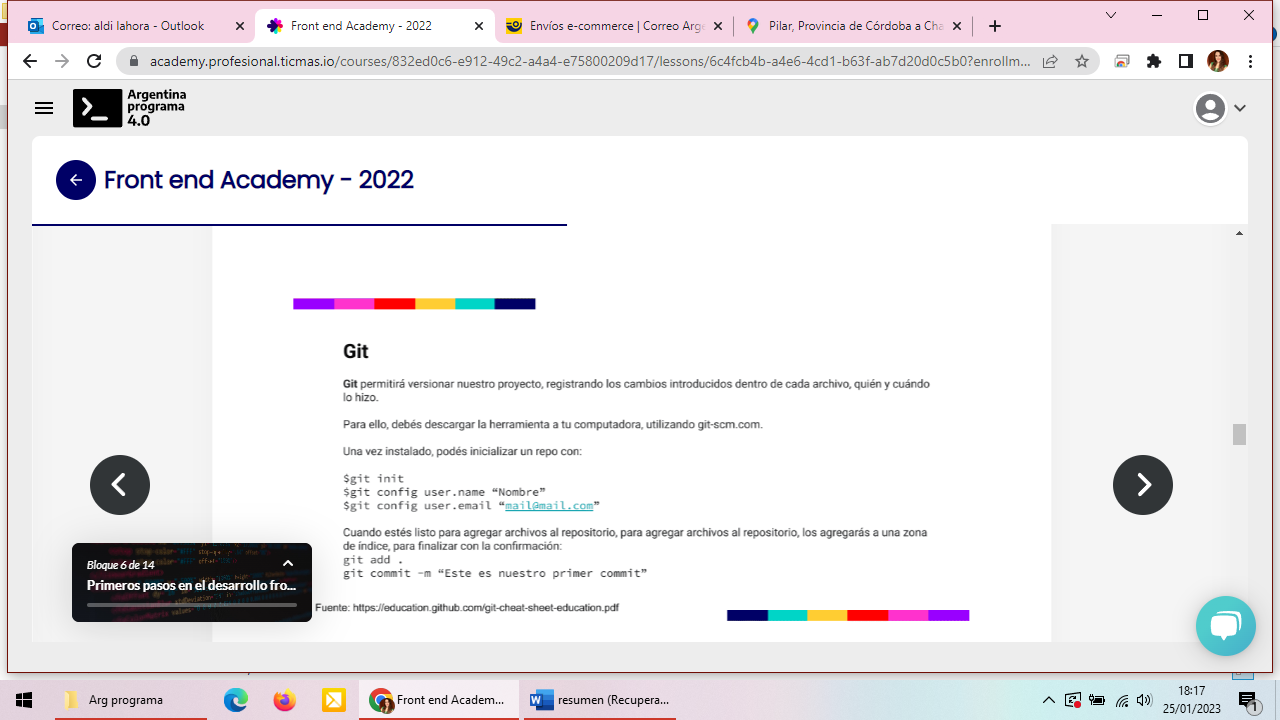 Correo: aldi lahora - Outlook
Front end Academy - 2022
Envíos e-commerce | Correo Arge
Pilar, Provincia de Córdoba a Cha
academy.profesional.ticmas.io/courses/
/lessons/6c4fcb4b-a4e6-4cd1-b63f-ab7d20d0c5b0?enrollm...
Argentina
programa
4.0
Front end Academy - 2022
Git
Git permitirá versionar nuestro proyecto, registrando los cambios introducidos dentro de cada archivo, quién y cuándo
lo hizo.
Para ello, debés descargar la herramienta a tu computadora, utilizando git-scm.com.
Una vez instalado, podés inicializar un repo con:
$git init
$git config user.name “Nombre”
$git config user.email “mail@mail.com”
Cuando estés listo para agregar archivos al repositorio, para agregar archivos al repositorio, los agregarás a una zona
de índice, para finalizar con la confirmación:
git add .
git commit -m “Este es nuestro primer commit”
Bloque 6 de 14
Primeros pasos en el desarrollo fro...
Fuente: https://education.github.com/git-cheat-sheet-education.pdf
Arg programa
Front end Academ...
resumen (Recupera...
18:17
25/01/2023
1